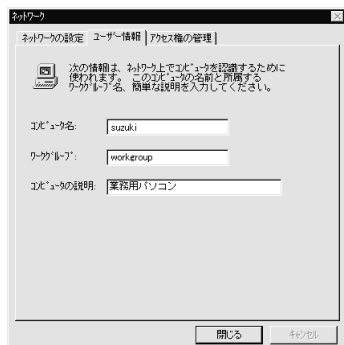 ﾈｯﾄﾜｰｸ
ﾈｯﾄﾜｰｸの設定 ﾕｰｻﾞｰ情報 ｱｸｾｽ権の管理
次の情報は、ﾈｯﾄﾜｰｸ上でｺﾝﾋﾟｭｰﾀを認識するために
使われます。 このｺﾝﾋﾟｭｰﾀの名前と所属する
ﾜｰｸｸﾞﾙｰﾌﾟ名、簡単な説明を入力してください。
ｺﾝﾋﾟｭｰﾀ名: suzuki
ﾜｰｸｸﾞﾙｰﾌﾟ: workgroup
ｺﾝﾋﾟｭｰﾀの説明: 業務用パソコン
閉じる ｷｬﾝｾﾙ